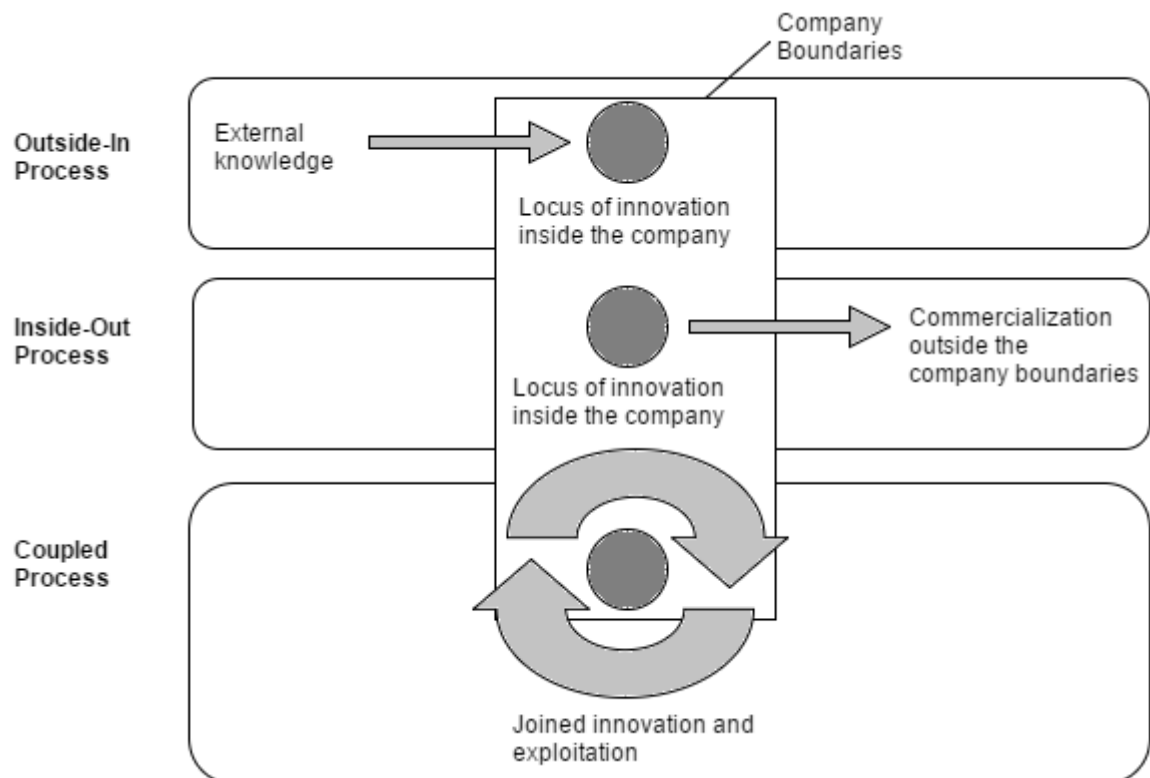 Company
Boundaries
Outside-In
Process
External
knowledge
Locus of innovation
inside the company
Inside-Out
Process
Commercialization
outside the
company boundaries
Locus of innovation
inside the company
Coupled
Process
Joined innovation and
exploitation